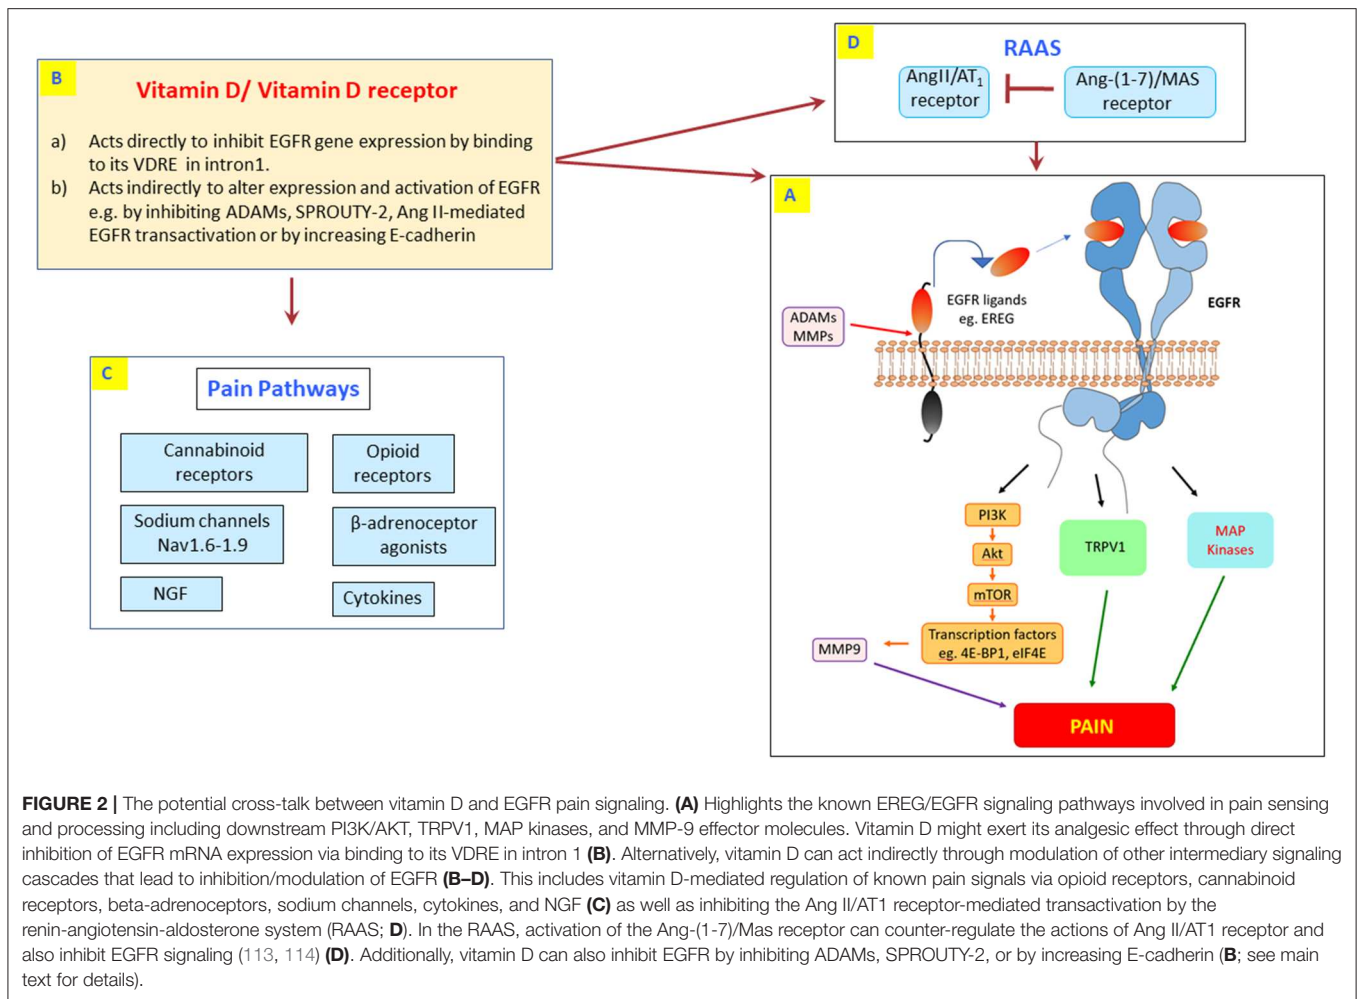 B
Vitamin D/ Vitamin D receptor
a) Acts directly to inhibit EGFR gene expression by binding
to its VDRE in intron1.
b) Acts indirectly to alter expression and activation of EGFR
e.g. by inhibiting ADAMs, SPROUTY-2, Ang II-mediated
EGFR transactivation or by increasing E-cadherin
D
RAAS
AngII/AT1
receptor
Ang-(1-7)/MAS
receptor
A
EGFR ligands
eg. EREG
EGFR
ADAMs
MMPs
PI3K
Akt
mTOR
Transcription factors
eg. 4E-BP1, eIF4E
MMP9
TRPV1
MAP
Kinases
PAIN
C
Pain Pathways
Cannabinoid
receptors
Opioid
receptors
Sodium channels
Nav1.6-1.9
β-adrenoceptor
agonists
NGF
Cytokines
FIGURE 2 | The potential cross-talk between vitamin D and EGFR pain signaling. (A) Highlights the known EREG/EGFR signaling pathways involved in pain sensing
and processing including downstream PI3K/AKT, TRPV1, MAP kinases, and MMP-9 effector molecules. Vitamin D might exert its analgesic effect through direct
inhibition of EGFR mRNA expression via binding to its VDRE in intron 1 (B). Alternatively, vitamin D can act indirectly through modulation of other intermediary signaling
cascades that lead to inhibition/modulation of EGFR (B–D). This includes vitamin D-mediated regulation of known pain signals via opioid receptors, cannabinoid
receptors, beta-adrenoceptors, sodium channels, cytokines, and NGF (C) as well as inhibiting the Ang II/AT1 receptor-mediated transactivation by the
renin-angiotensin-aldosterone system (RAAS; D). In the RAAS, activation of the Ang-(1-7)/Mas receptor can counter-regulate the actions of Ang II/AT1 receptor and
also inhibit EGFR signaling (113, 114) (D). Additionally, vitamin D can also inhibit EGFR by inhibiting ADAMs, SPROUTY-2, or by increasing E-cadherin (B; see main
text for details).